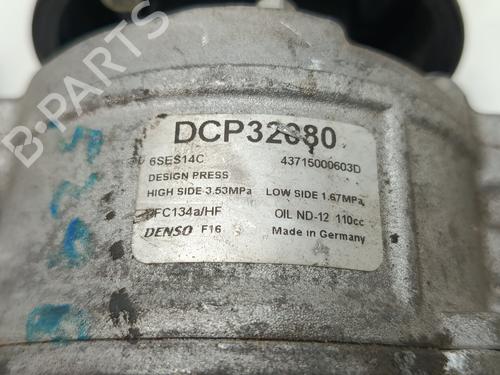 DCP32080
6SES14C 43715000603D
DESIGN PRESS
HIGH SIDE 3.53MPa LOW SIDE 1.67MPa
HFC134a/HF OIL ND-12 110cc
DENSO F16 Made in Germany
B-PARTS